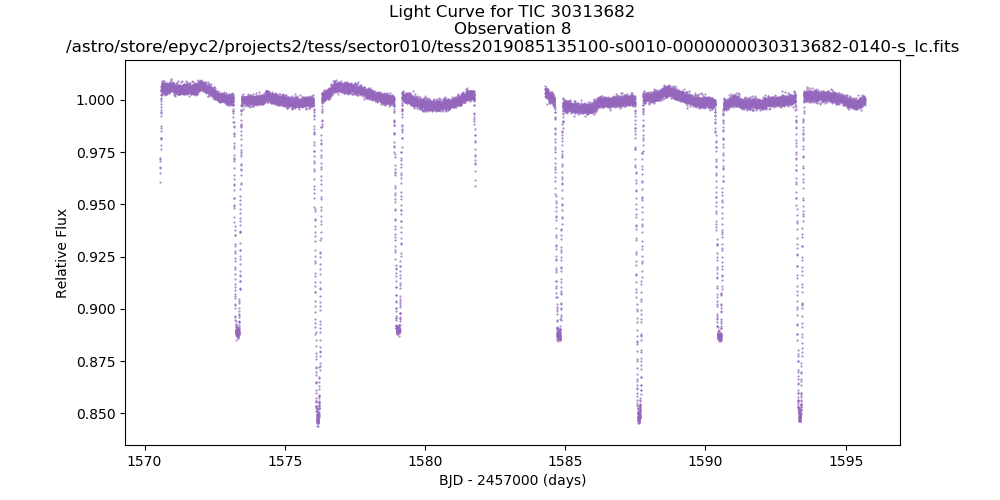 Light Curve for TIC 30313682
Observation 8
/astro/store/epyc2/projects2/tess/sector010/tess2019085135100-s0010-0000000030313682-0140-s_lc.fits
1.000
0.975
0.950
0.925
0.900
0.875
0.850
Relative Flux
1570
1575
1580
1585
1590
1595
BJD - 2457000 (days)